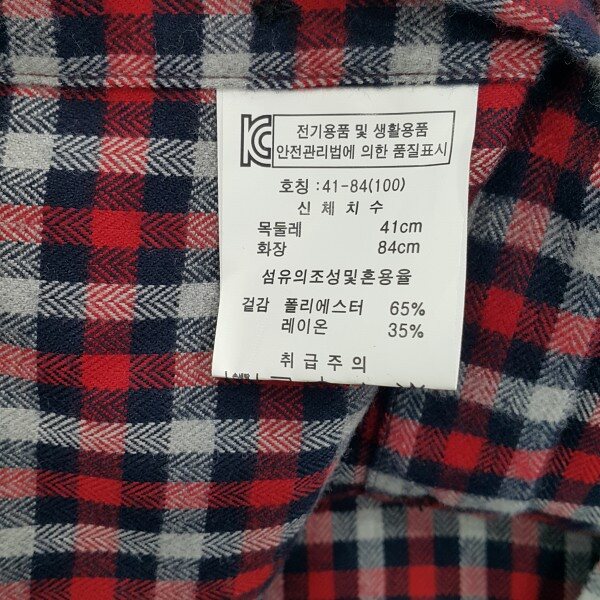 KC
전기용품 및 생활용품
안전관리법에 의한 품질표시
호칭 : 41-84(100)
신 체 치 수
목둘레 41cm
화장 84cm
섬유의조성및혼용율
겉감 폴리에스터 65%
레이온 35%
취 급 주 의